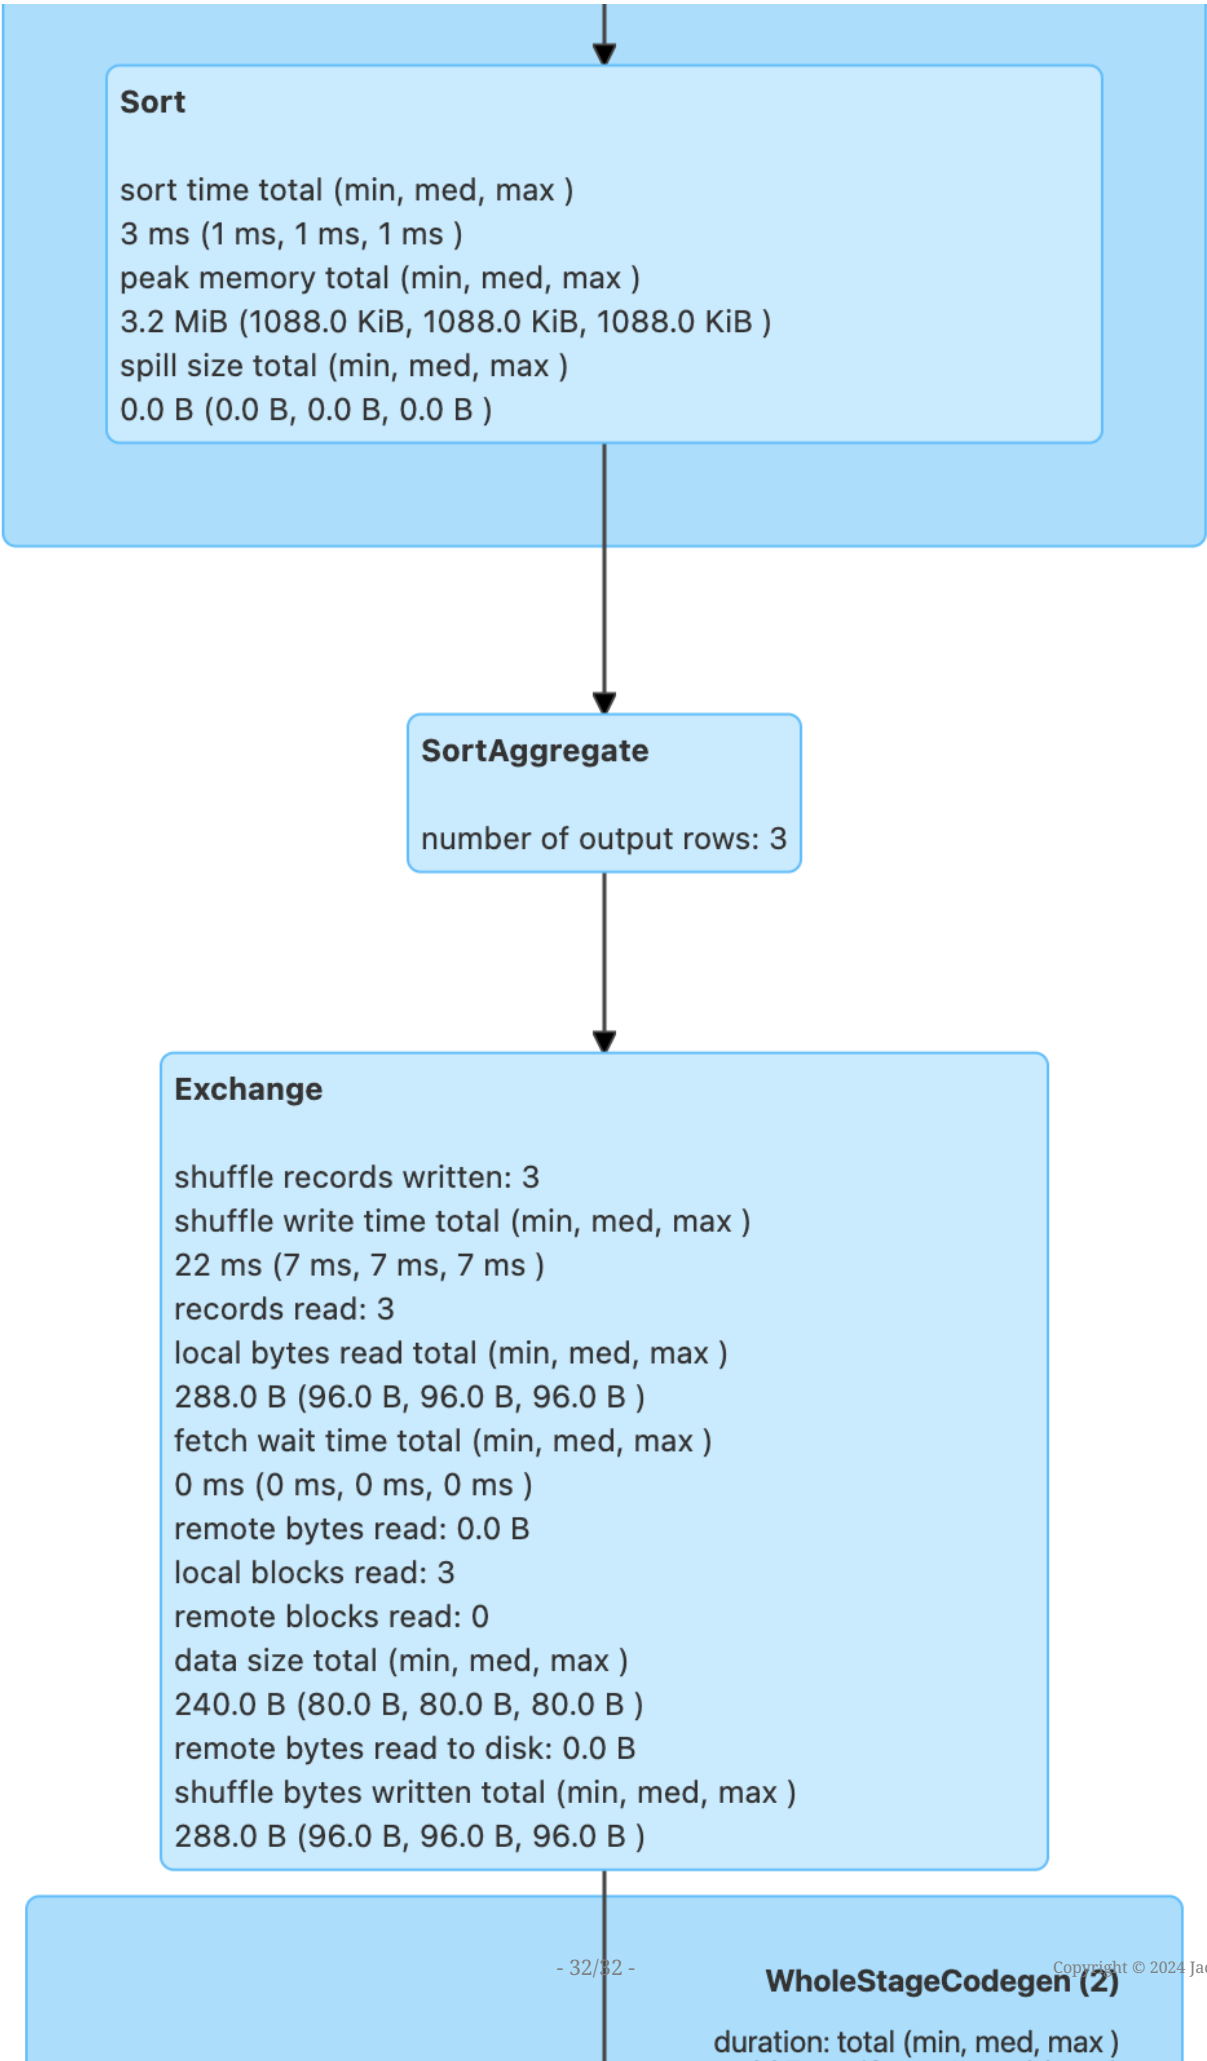 Sort
sort time total (min, med, max )
3 ms (1 ms, 1 ms, 1 ms )
peak memory total (min, med, max )
3.2 MiB (1088.0 KiB, 1088.0 KiB, 1088.0 KiB )
spill size total (min, med, max )
0.0 B (0.0 B, 0.0 B, 0.0 B )
SortAggregate
number of output rows: 3
Exchange
shuffle records written: 3
shuffle write time total (min, med, max )
22 ms (7 ms, 7 ms, 7 ms )
records read: 3
local bytes read total (min, med, max )
288.0 B (96.0 B, 96.0 B, 96.0 B )
fetch wait time total (min, med, max )
0 ms (0 ms, 0 ms, 0 ms )
remote bytes read: 0.0 B
local blocks read: 3
remote blocks read: 0
data size total (min, med, max )
240.0 B (80.0 B, 80.0 B, 80.0 B )
remote bytes read to disk: 0.0 B
shuffle bytes written total (min, med, max )
288.0 B (96.0 B, 96.0 B, 96.0 B )
- 32/32 -
Copyright © 2024
WholeStageCodegen (2)
duration: total (min, med, max )